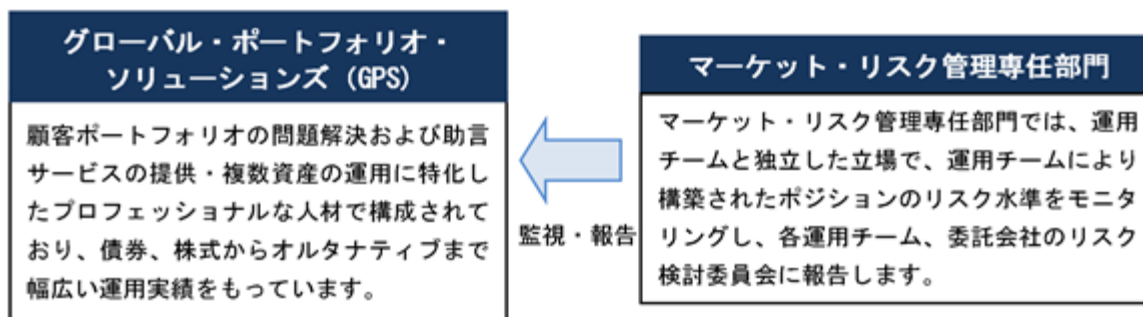 グローバル・ポートフォリオ・
ソリューションズ (GPS)
顧客ポートフォリオの問題解決および助言
サービスの提供・複数資産の運用に特化し
たプロフェッショナルな人材で構成されて
おり、債券、株式からオルタナティブまで
幅広い運用実績をもっています。
監視・報告
マーケット・リスク管理専任部門
マーケット・リスク管理専任部門では、運用
チームと独立した立場で、運用チームにより
構築されたポジションのリスク水準をモニタ
リングし、各運用チーム、委託会社のリスク
検討委員会に報告します。